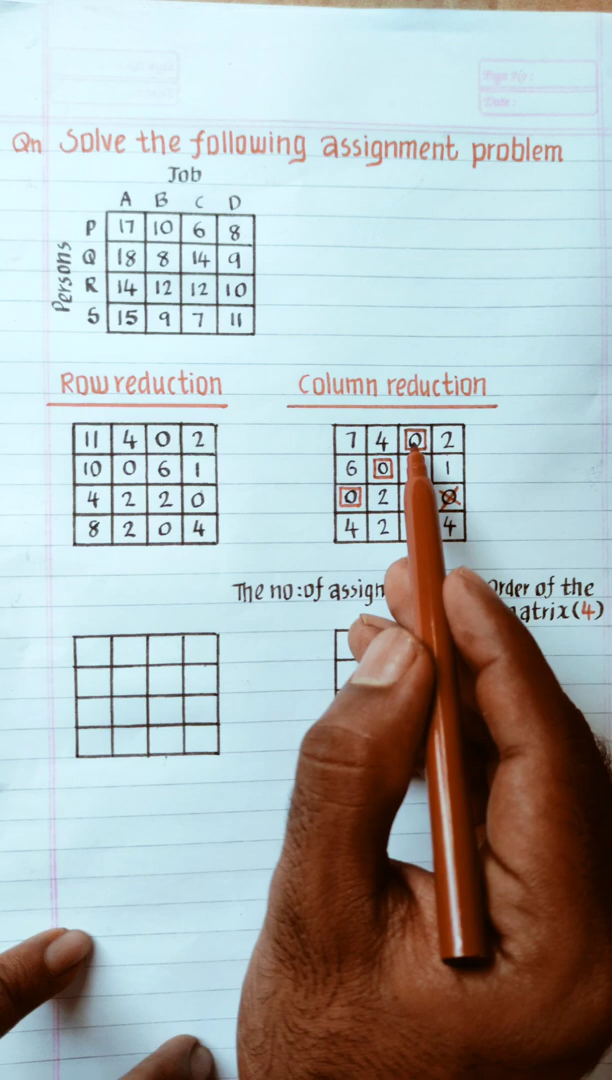 Page No:
Date:
Qn Solve the following assignment problem
Job
A B C D
Persons
P 17 10 6 8
Q 18 8 14 9
R 14 12 12 10
S 15 9 7 11
Row reduction
Column reduction
11 4 0 2
10 0 6 1
4 2 2 0
8 2 0 4
7 4 0 2
6 0 1
0 2 0
4 2 4
The no:of assign order of the
matrix(4)